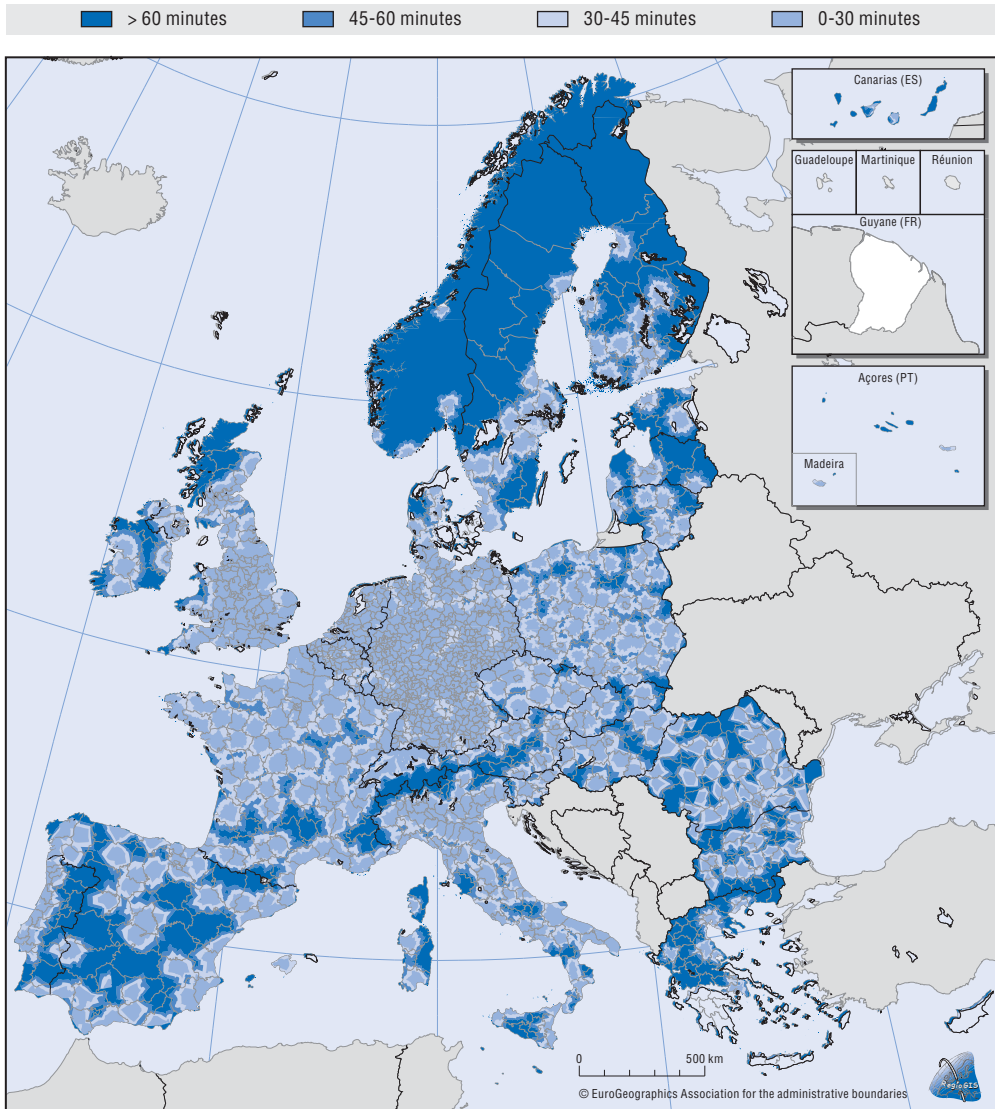 > 60 minutes 45-60 minutes 30-45 minutes 0-30 minutes
Canarias (ES)
Guadeloupe Martinique Réunion
Guyane (FR)
Açores (PT)
Madeira
0 500 km
© EuroGeographics Association for the administrative boundaries
RegioGIS